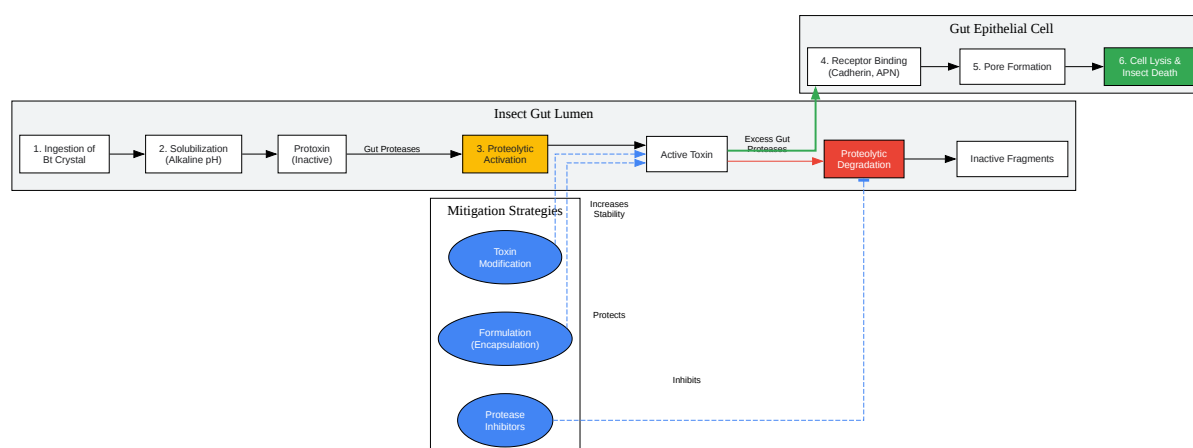 Gut Epithelial Cell
4. Receptor Binding
(Cadherin, APN)
5. Pore Formation
6. Cell Lysis &
Insect Death
Insect Gut Lumen
1. Ingestion of
Bt Crystal
2. Solubilization
(Alkaline pH)
Protoxin
(Inactive)
Gut Proteases
3. Proteolytic
Activation
Active Toxin
Excess Gut
Proteases
Proteolytic
Degradation
Inactive Fragments
Mitigation Strategies
Increases
Stability
Toxin
Modification
Protects
Formulation
(Encapsulation)
Inhibits
Protease
Inhibitors